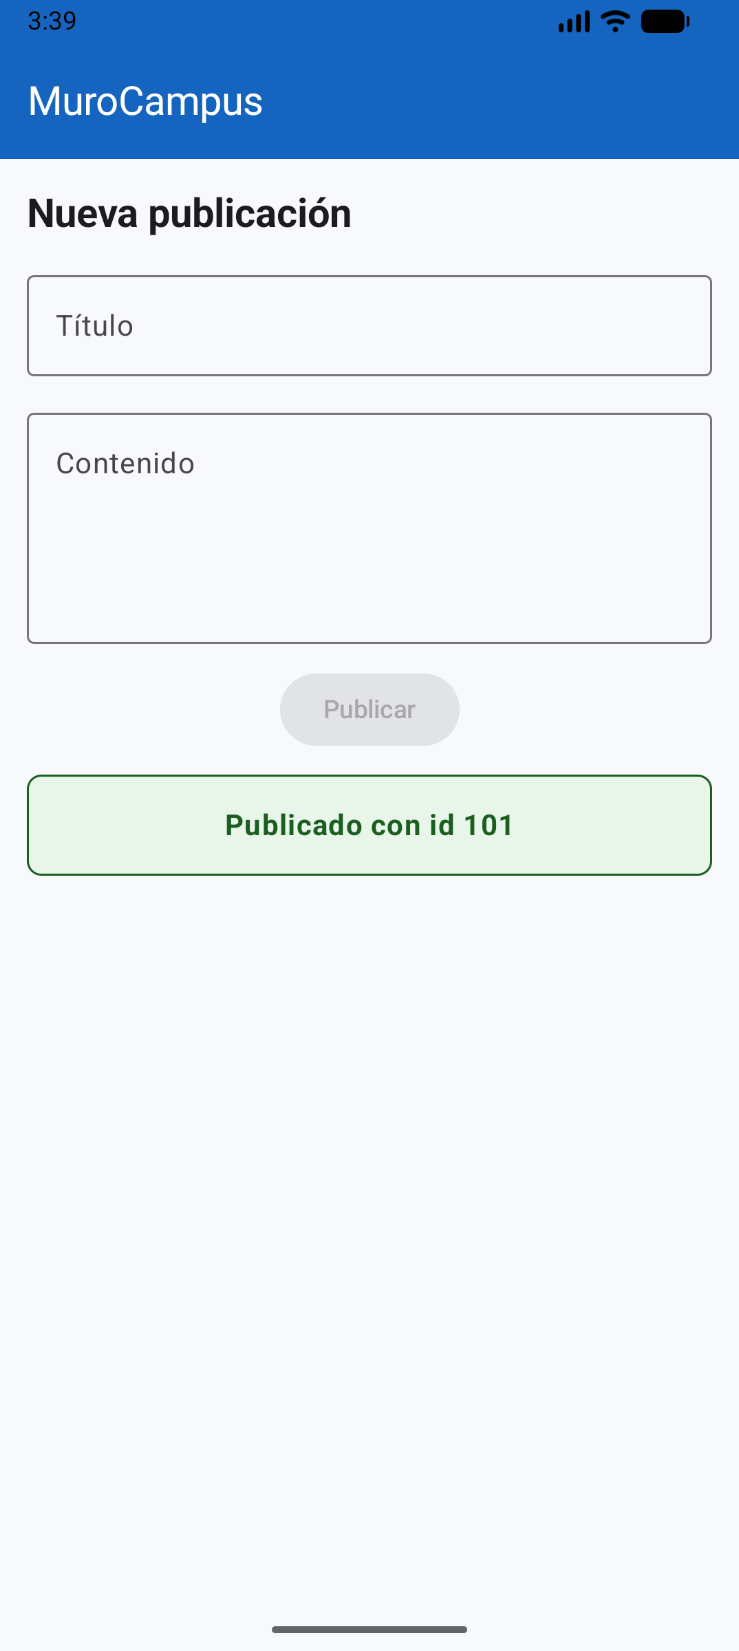 3:39
MuroCampus
Nueva publicación
Título
Contenido
Publicar
Publicado con id 101